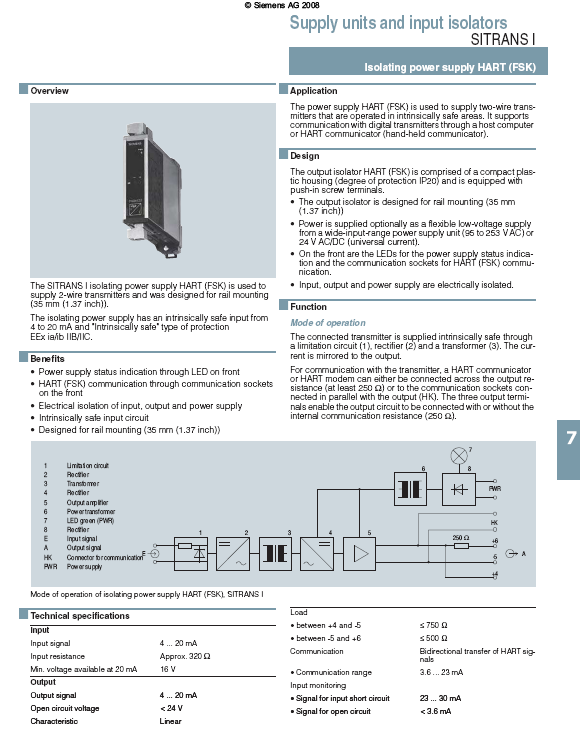 © Siemens AG 2008
Supply units and input isolators
SITRANS I
Isolating power supply HART (FSK)
Overview
The SITRANS I isolating power supply HART (FSK) is used to
supply 2-wire transmitters and was designed for rail mounting
(35 mm (1.37 inch)).
The isolating power supply has an intrinsically safe input from
4 to 20 mA and "Intrinsically safe" type of protection
EEx ia/ib IIB/IIC.
Benefits
• Power supply status indication through LED on front
• HART (FSK) communication through communication sockets
on the front
• Electrical isolation of input, output and power supply
• Intrinsically safe input circuit
• Designed for rail mounting (35 mm (1.37 inch))
Application
The power supply HART (FSK) is used to supply two-wire trans-
mitters that are operated in intrinsically safe areas. It supports
communication with digital transmitters through a host computer
or HART communicator (hand-held communicator).
Design
The output isolator HART (FSK) is comprised of a compact plas-
tic housing (degree of protection IP20) and is equipped with
push-in screw terminals.
• The output isolator is designed for rail mounting (35 mm
(1.37 inch))
• Power is supplied optionally as a flexible low-voltage supply
from a wide-input-range power supply unit (95 to 253 V AC) or
24 V AC/DC (universal current).
• On the front are the LEDs for the power supply status indica-
tion and the communication sockets for HART (FSK) commu-
nication.
• Input, output and power supply are electrically isolated.
Function
Mode of operation
The connected transmitter is supplied intrinsically safe through
a limitation circuit (1), rectifier (2) and a transformer (3). The cur-
rent is mirrored to the output.
For communication with the transmitter, a HART communicator
or HART modem can either be connected across the output re-
sistance (at least 250 Ω) or to the communication sockets con-
nected in parallel with the output (HK). The three output termi-
nals enable the output circuit to be connected with or without the
internal communication resistance (250 Ω).
7
1 Limitation circuit
2 Rectifier
3 Transformer
4 Rectifier
5 Output amplifier
6 Power transformer
7 LED green (PWR)
8 Rectifier
E Input signal
A Output signal
HK Connector for communication
PWR Power supply
E
1
2
3
4
5
6
7
8
PWR
HK
250 Ω
+6
-5
+4
A
Mode of operation of isolating power supply HART (FSK), SITRANS I
Technical specifications
Input
Input signal 4 ... 20 mA
Input resistance Approx. 320 Ω
Min. voltage available at 20 mA 16 V
Output
Output signal 4 ... 20 mA
Open circuit voltage < 24 V
Characteristic Linear
Load
• between +4 and -5 ≤ 750 Ω
• between -5 and +6 ≤ 500 Ω
Communication Bidirectional transfer of HART sig-
nals
• Communication range 3.6 ... 23 mA
Input monitoring
• Signal for input short circuit 23 ... 30 mA
• Signal for open circuit < 3.6 mA